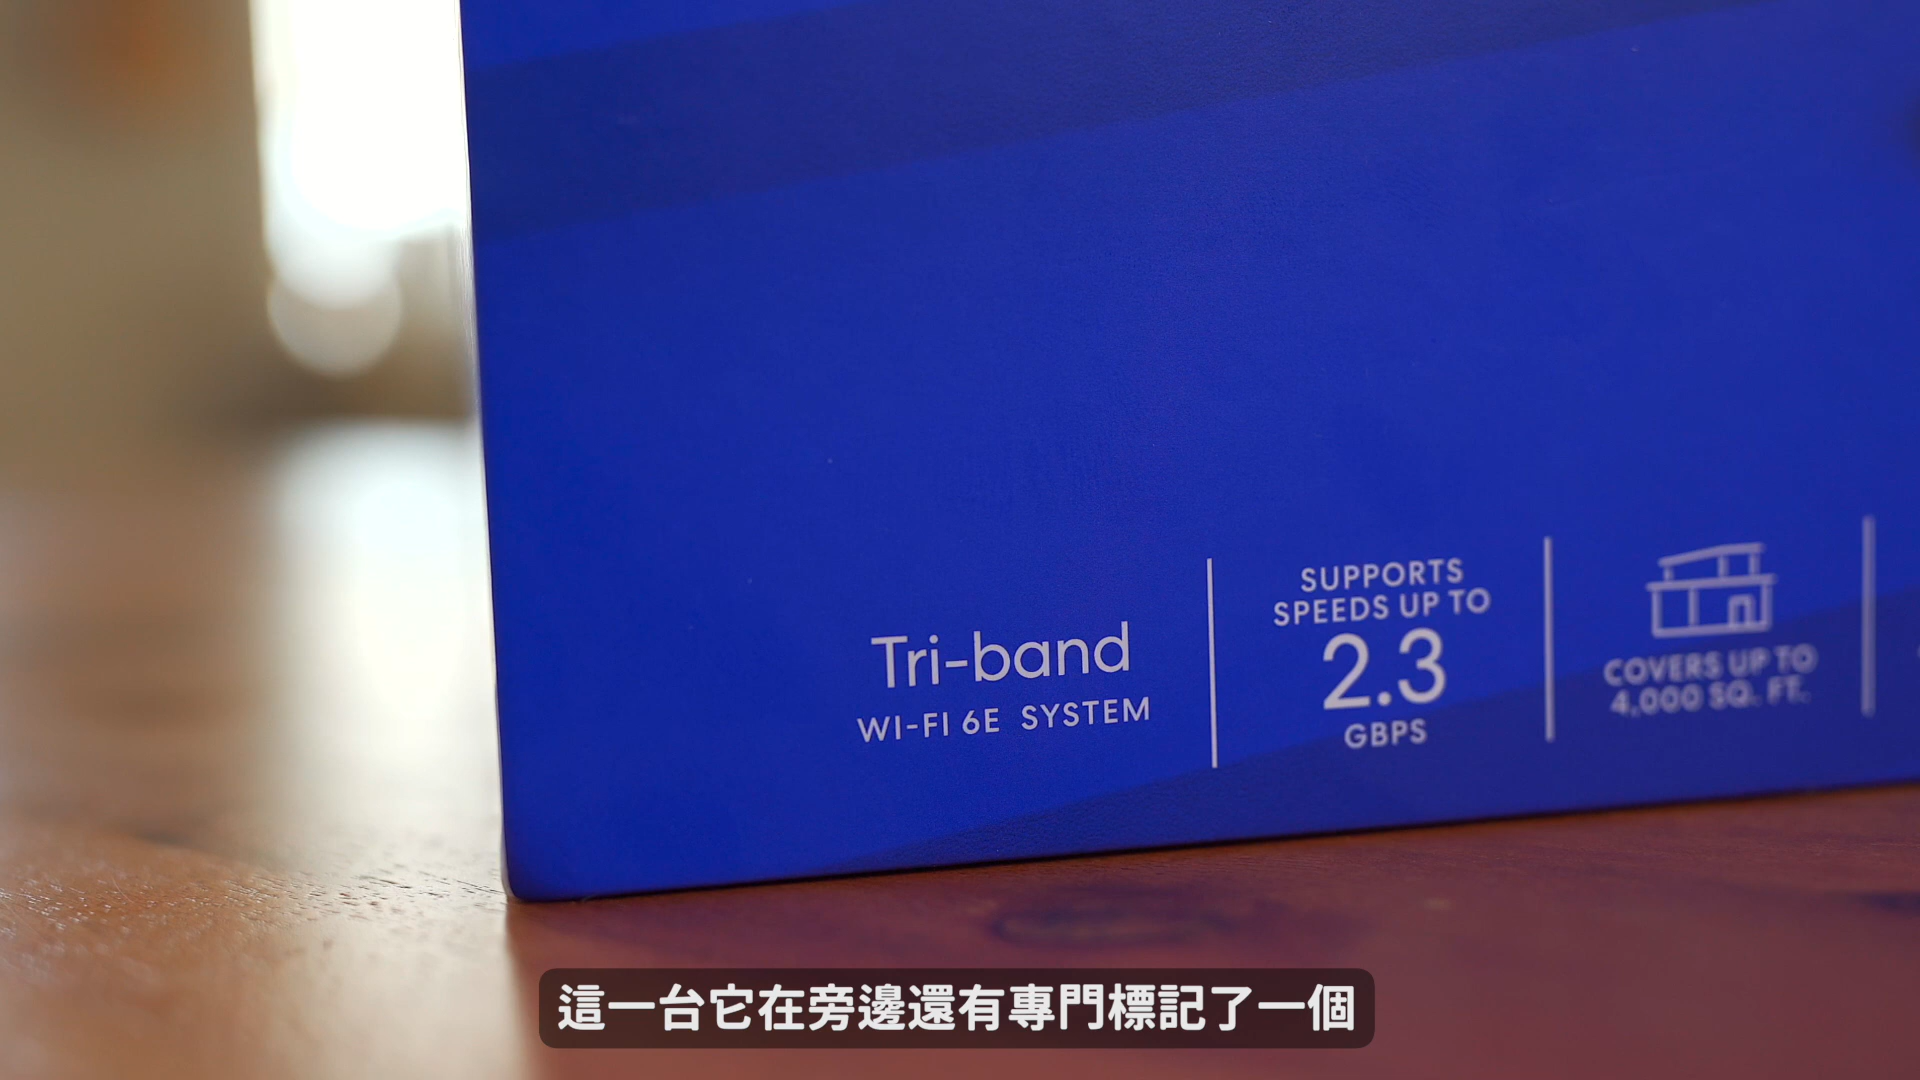 Tri-band
WI-FI 6E SYSTEM
SUPPORTS
SPEEDS UP TO
2.3
GBPS
COVERS UP TO
4,000 SQ. FT.
這一台它在旁邊還有專門標記了一個